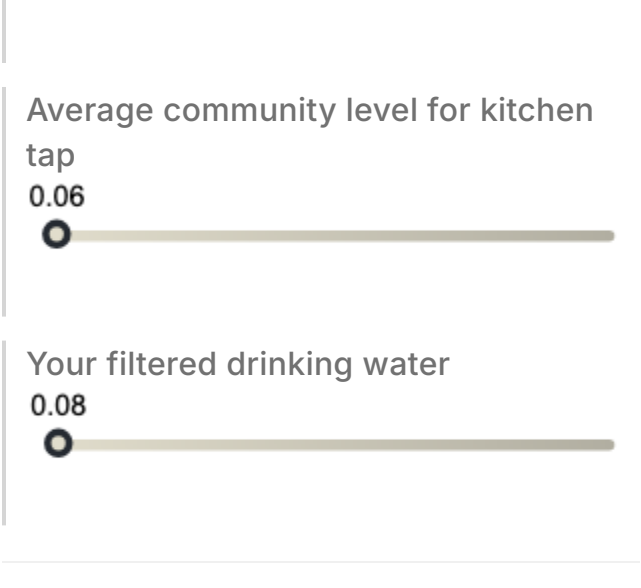 Average community level for kitchen
tap
0.06
Your filtered drinking water
0.08